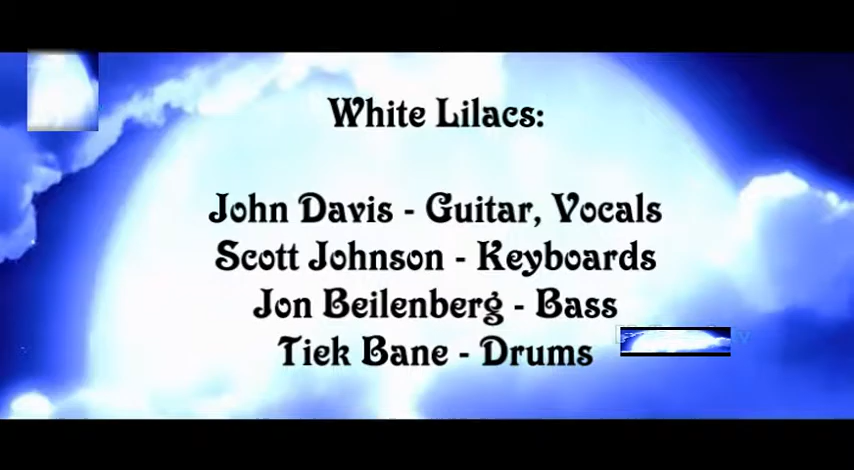 White Lilacs:
John Davis - Guitar, Vocals
Scott Johnson - Keyboards
Jon Beilenberg - Bass
Tiek Bane - Drums